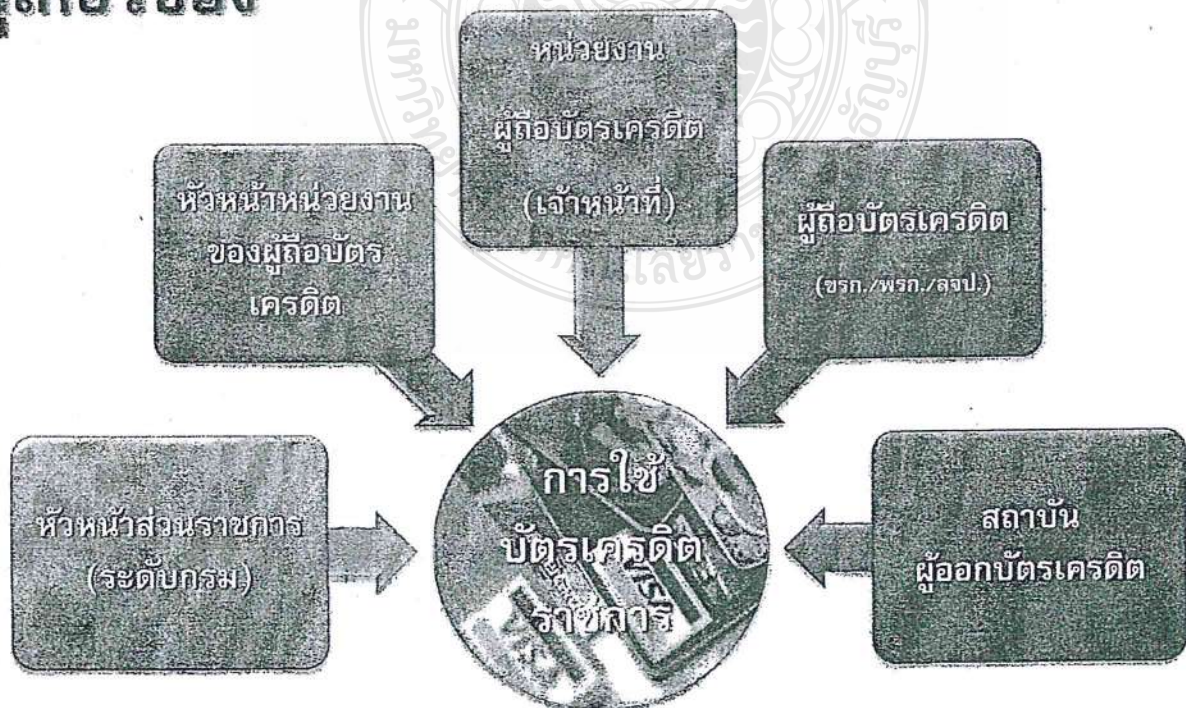 หน่วยงาน
ผู้ถือบัตรเครดิต
(เจ้าหน้าที่)
หัวหน้าหน่วยงาน
ของผู้ถือบัตร
เครดิต
ผู้ถือบัตรเครดิต
(ขรก./พรก./ลจป.)
หัวหน้าส่วนราชการ
(ระดับกรม)
การใช้
บัตรเครดิต
ราชการ
VISA
VISA
สถาบัน
ผู้ออกบัตรเครดิต